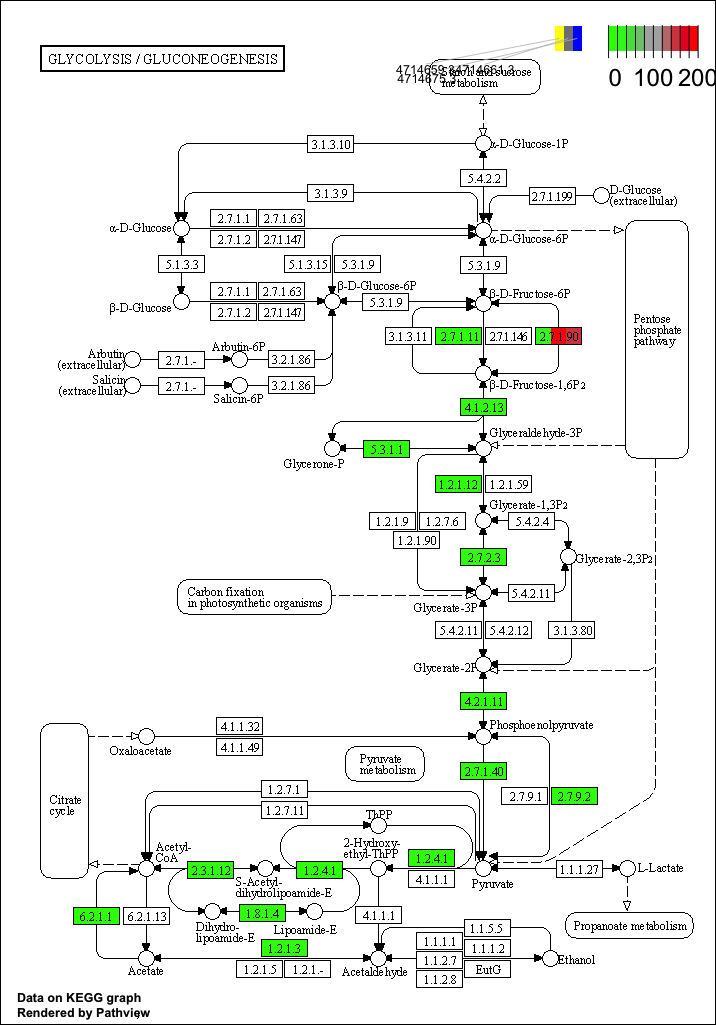 GLYCOLYSIS / GLUCONEOGENESIS
0 100 200
metabolism
3.1.3.10
α-D-Glucose-1P
5.4.2.2
3.1.3.9
2.7.1.199
D-Glucose
(extracellular)
α-D-Glucose
2.7.1.1 2.7.1.63
2.7.1.2 2.7.1.147
α-D-Glucose-6P
5.1.3.3
5.1.3.15 5.3.1.9
5.3.1.9
β-D-Glucose-6P
β-D-Fructose-6P
β-D-Glucose
2.7.1.1 2.7.1.63
2.7.1.2 2.7.1.147
5.3.1.9
3.1.3.11 2.7.1.11 2.7.1.146 2.7.1.90
Pentose
phosphate
pathway
Arbutin
(extracellular)
2.7.1.-
Arbutin-6P
3.2.1.86
Salicin
(extracellular)
2.7.1.-
Salicin-6P
3.2.1.86
β-D-Fructose-1,6P2
4.1.2.13
Glyceraldehyde-3P
5.3.1.1
Glycerone-P
1.2.1.12 1.2.1.59
Glycerate-1,3P2
1.2.1.9 1.2.7.6
1.2.1.90
5.4.2.4
2.7.2.3
Glycerate-2,3P2
Carbon fixation
in photosynthetic organisms
5.4.2.11
Glycerate-3P
5.4.2.11 5.4.2.12
3.1.3.80
Glycerate-2P
4.2.1.11
Phosphoenolpyruvate
4.1.1.32
4.1.1.49
Oxaloacetate
Pyruvate
metabolism
2.7.1.40
2.7.9.1 2.7.9.2
Citrate
cycle
1.2.7.1
1.2.7.11
ThPP
Acetyl-
CoA
2-Hydroxy-
ethyl-ThPP
2.3.1.12
1.2.4.1
1.2.4.1
4.1.1.1
S-Acetyl-
dihydrolipoamide-E
Pyruvate
1.1.1.27
L-Lactate
6.2.1.1 6.2.1.13
1.8.1.4
Dihydro-
lipoamide-E
Lipoamide-E
4.1.1.1
Propanoate metabolism
1.2.1.3
1.2.1.5 1.2.1.-
Acetate
Acetaldehyde
1.1.5.5
1.1.1.1 1.1.1.2
1.1.2.7 EutG
1.1.2.8
Ethanol
Data on KEGG graph
Rendered by Pathview